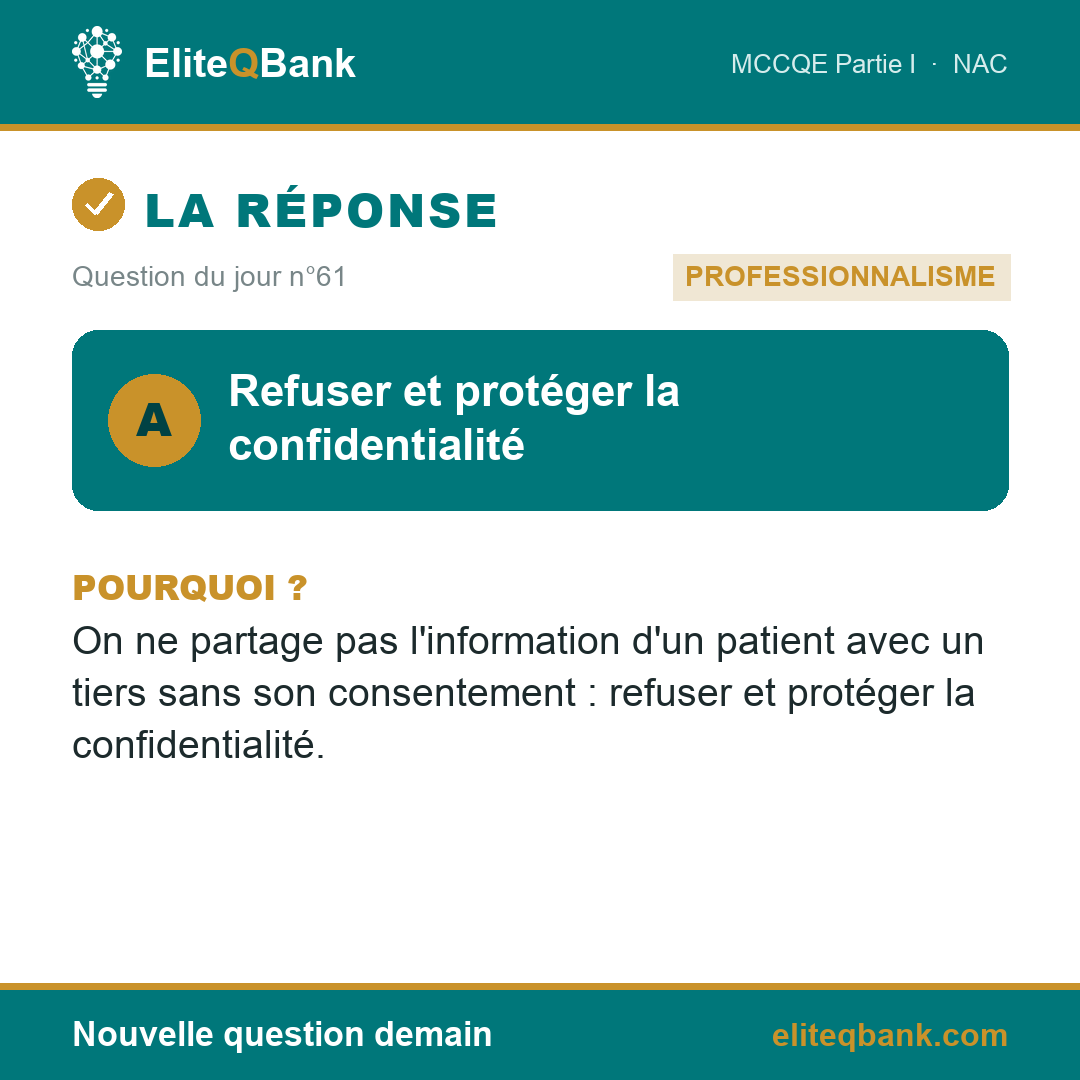 EliteQBank
MCCQE Partie I · NAC
LA RÉPONSE
Question du jour n°61
PROFESSIONNALISME
A
Refuser et protéger la
confidentialité
POURQUOI ?
On ne partage pas l'information d'un patient avec un
tiers sans son consentement : refuser et protéger la
confidentialité.
Nouvelle question demain
eliteqbank.com